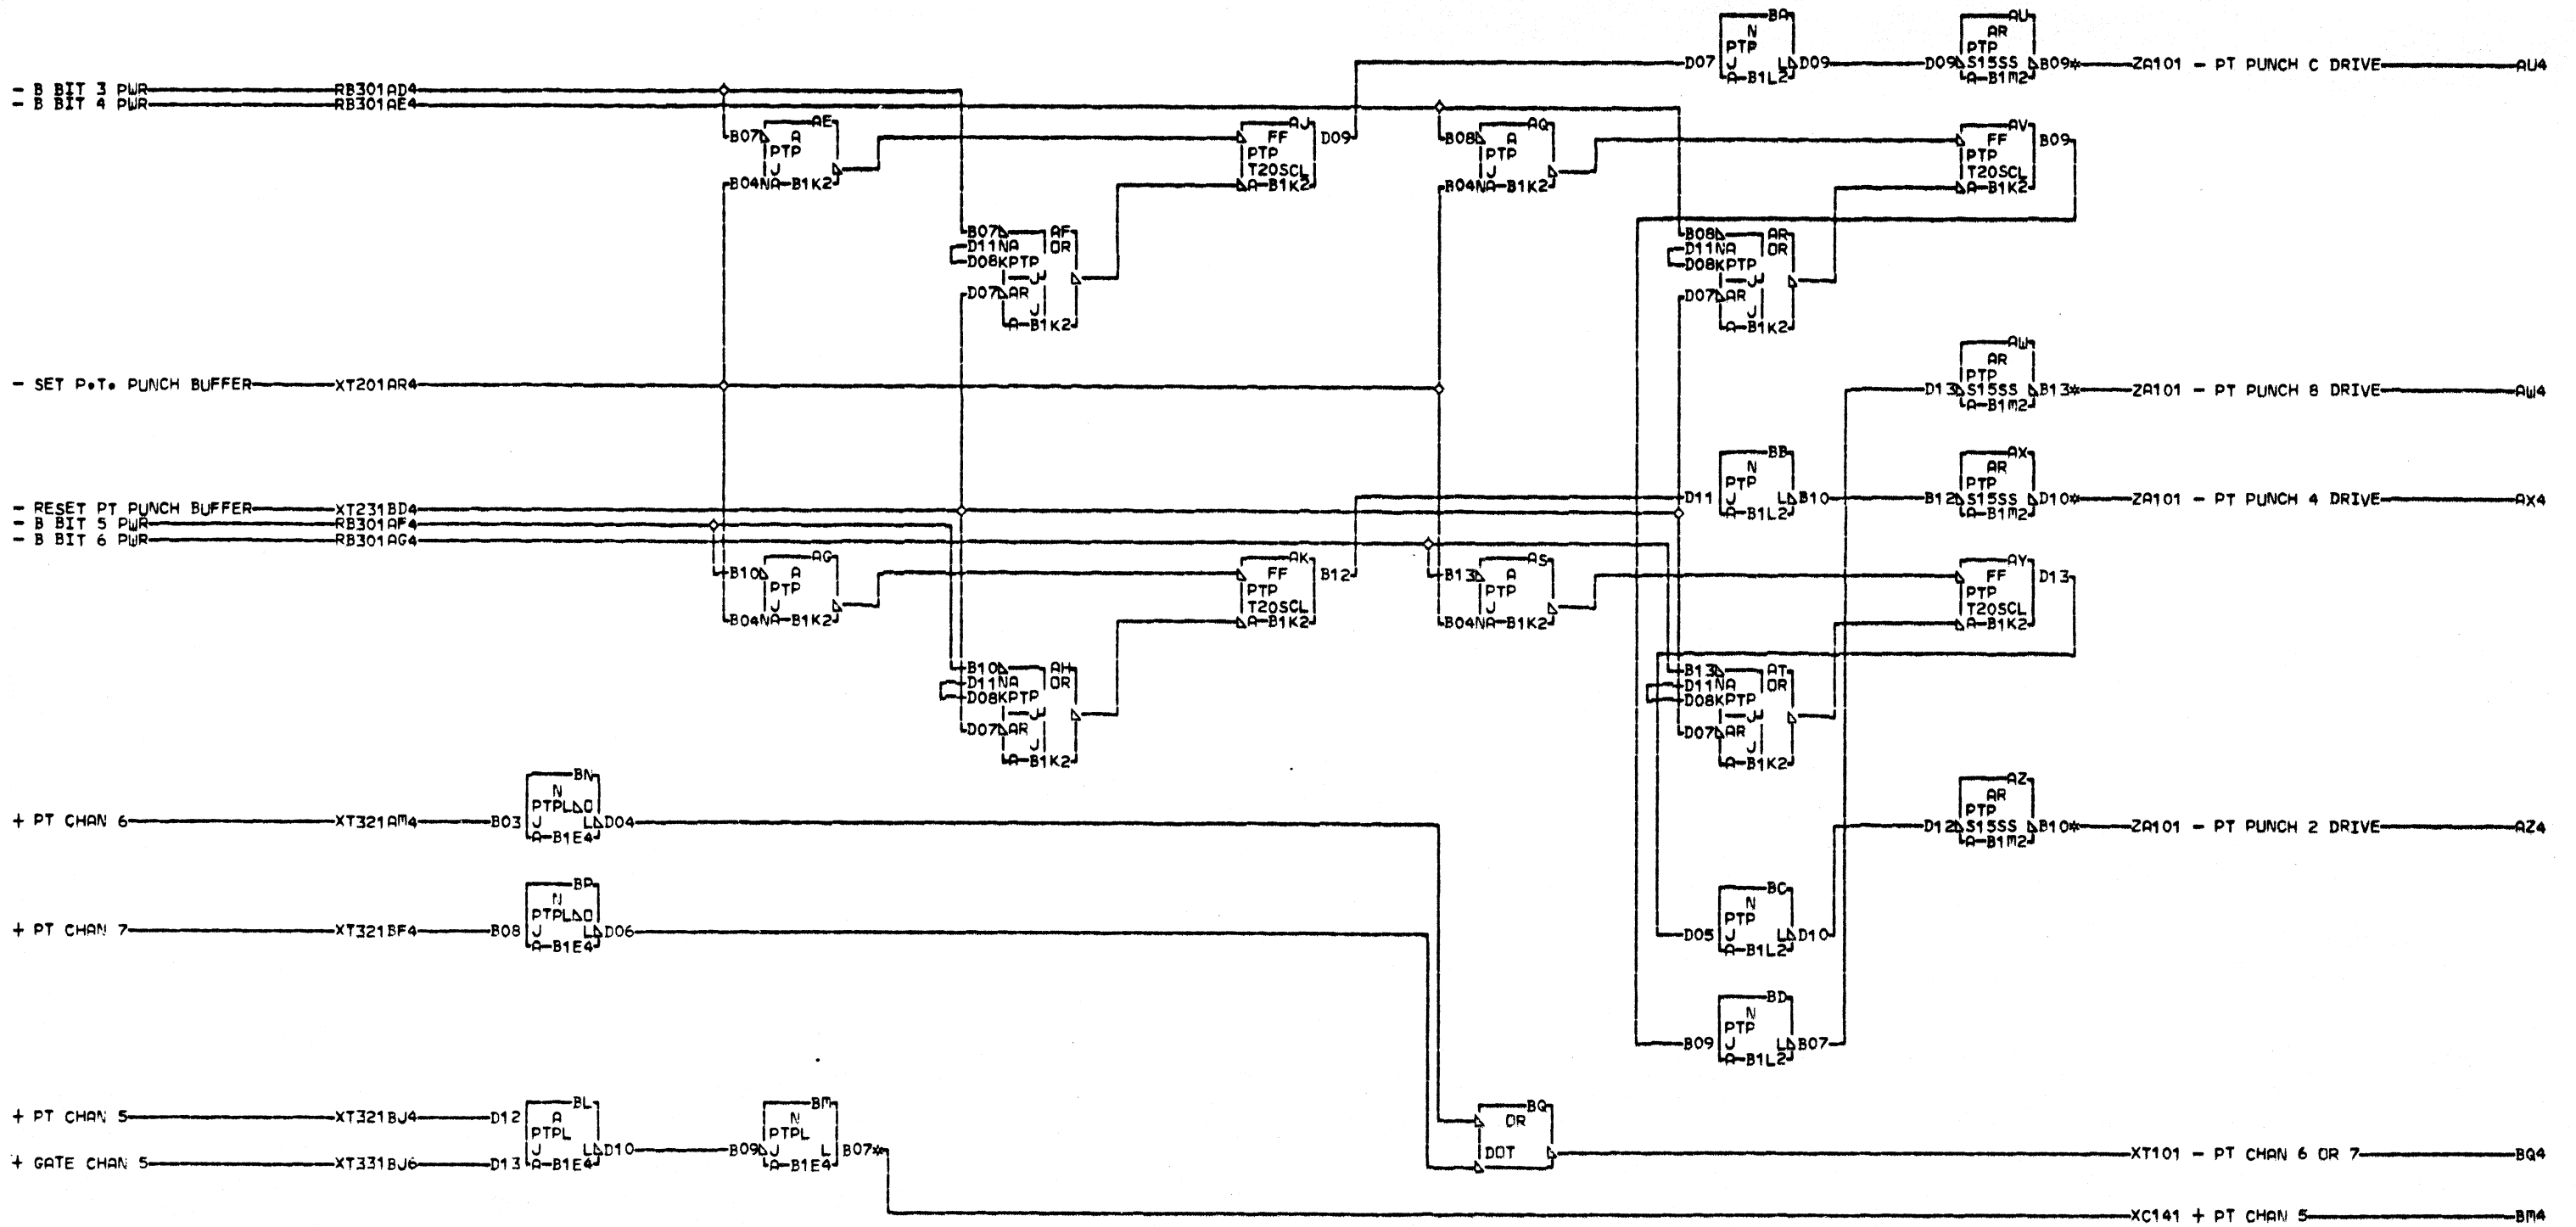 BA AU
N AR
PTP PTP
D07 J L D09 D09 S15SS B09* ZA101 - PT PUNCH C DRIVE AU4
A-B1L2 A-B1M2
- B BIT 3 PWR RB301AD4
- B BIT 4 PWR RB301AE4
AE AJ AQ AV
B07 A FF D09 B08 A FF B09
PTP PTP PTP PTP
J T20SCL J T20SCL
B04NA-B1K2 A-B1K2 B04NA-B1K2 A-B1K2
B07 AF B08 AR
D11NA OR D11NA OR
D08KPTP D08KPTP
J J
D07 AR D07 AR
J J
A-B1K2 A-B1K2
AW
AR
PTP
- SET P.T. PUNCH BUFFER XT201AR4 D13 S15SS B13* ZA101 - PT PUNCH 8 DRIVE AW4
A-B1M2
BB AX
N AR
PTP PTP
D11 J L B10 B12 S15SS D10* ZA101 - PT PUNCH 4 DRIVE AX4
A-B1L2 A-B1M2
- RESET PT PUNCH BUFFER XT231BD4
- B BIT 5 PWR RB301AF4
- B BIT 6 PWR RB301AG4
AG AK AS AY
B10 A FF B12 B13 A FF D13
PTP PTP PTP PTP
J T20SCL J T20SCL
B04NA-B1K2 A-B1K2 B04NA-B1K2 A-B1K2
B10 AH B13 AT
D11NA OR D11NA OR
D08KPTP D08KPTP
J J
D07 AR D07 AR
J J
A-B1K2 A-B1K2
BN AZ
N AR
PTPL O PTP
+ PT CHAN 6 XT321AM4 B03 J L D04 D12 S15SS B10* ZA101 - PT PUNCH 2 DRIVE AZ4
A-B1E4 A-B1M2
BP BC
N N
PTPL O PTP
+ PT CHAN 7 XT321BF4 B08 J L D06 D05 J L D10
A-B1E4 A-B1L2
BD
N
PTP
B09 J L B07
A-B1L2
BL BM BQ
+ PT CHAN 5 XT321BJ4 D12 A N OR
PTPL PTPL
J L D10 B09 J L B07* DOT XT101 - PT CHAN 6 OR 7 BQ4
+ GATE CHAN 5 XT331BJ6 D13 A-B1E4 A-B1E4
XC141 + PT CHAN 5 BM4